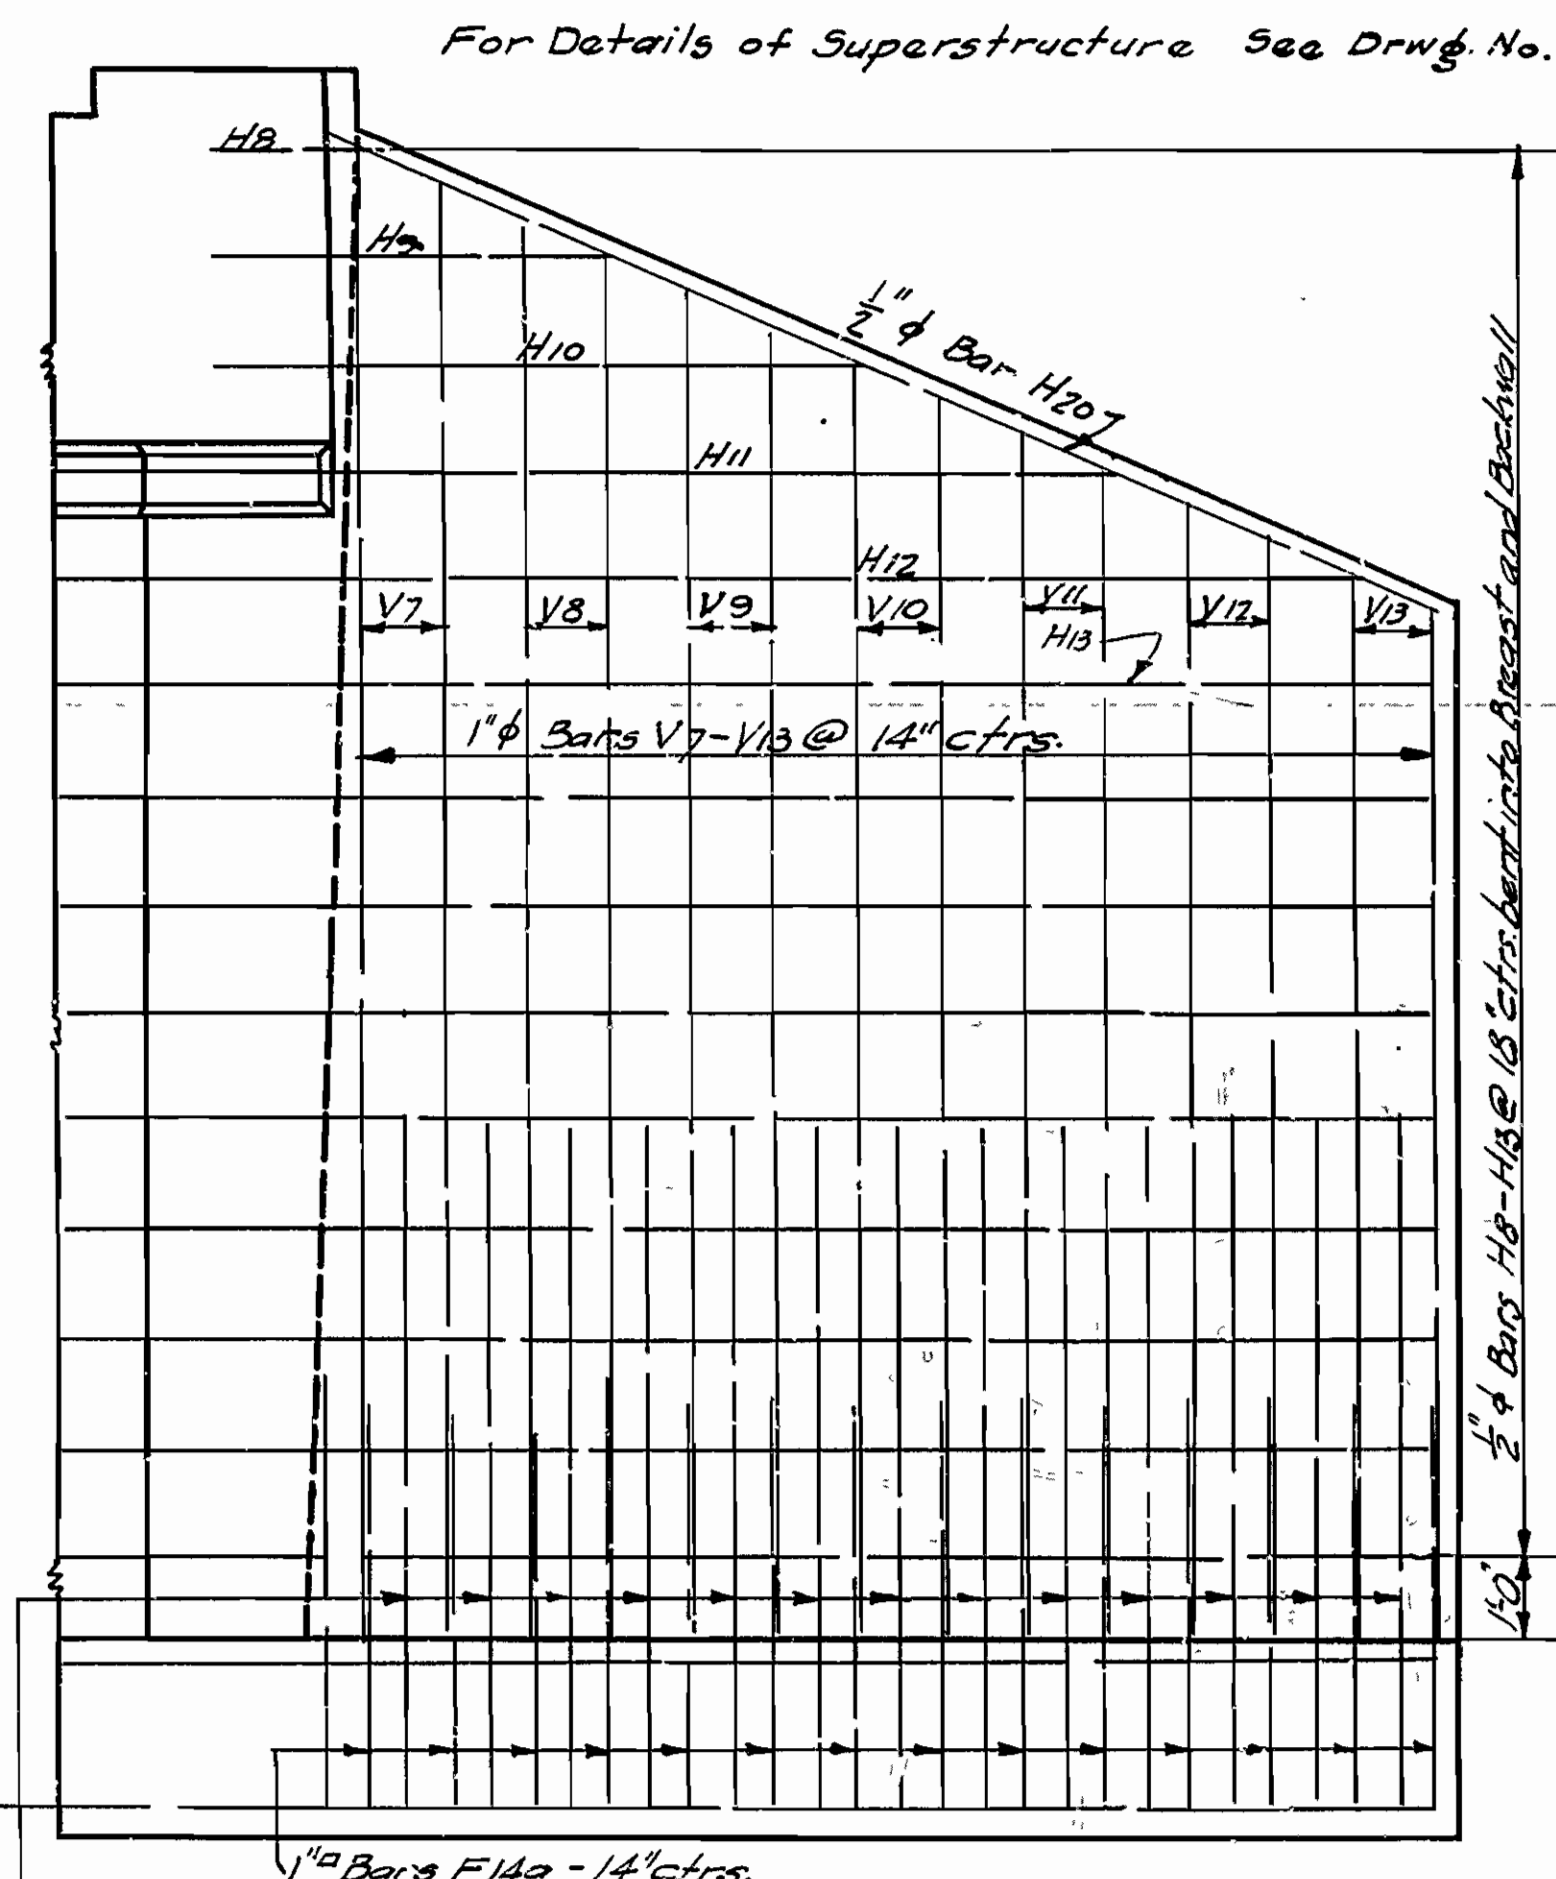 For Details of Superstructure See Drwg. No.
H8
H9
1/2" ϕ Bar H20
H10
H11
H12
V7
V8
V9
V10
V11
V12
V13
H13
1"ϕ Bars V7-V13 @ 14" ctrs.
1/2" ϕ Bars H8-H13 @ 18" ctrs. bent into Breast and Backwall
1'-0"
1"□ Bars F14a - 14" ctrs.